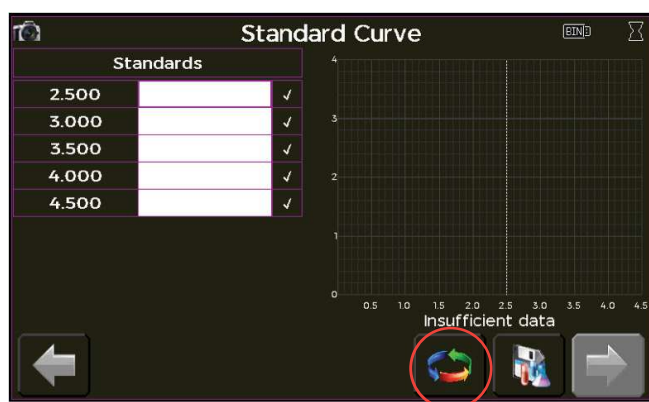 Standard Curve
BIN
Standards
2.500 ✓
3.000 ✓
3.500 ✓
4.000 ✓
4.500 ✓
4
3
2
1
0
0.5 1.0 1.5 2.0 2.5 3.0 3.5 4.0 4.5
Insufficient data